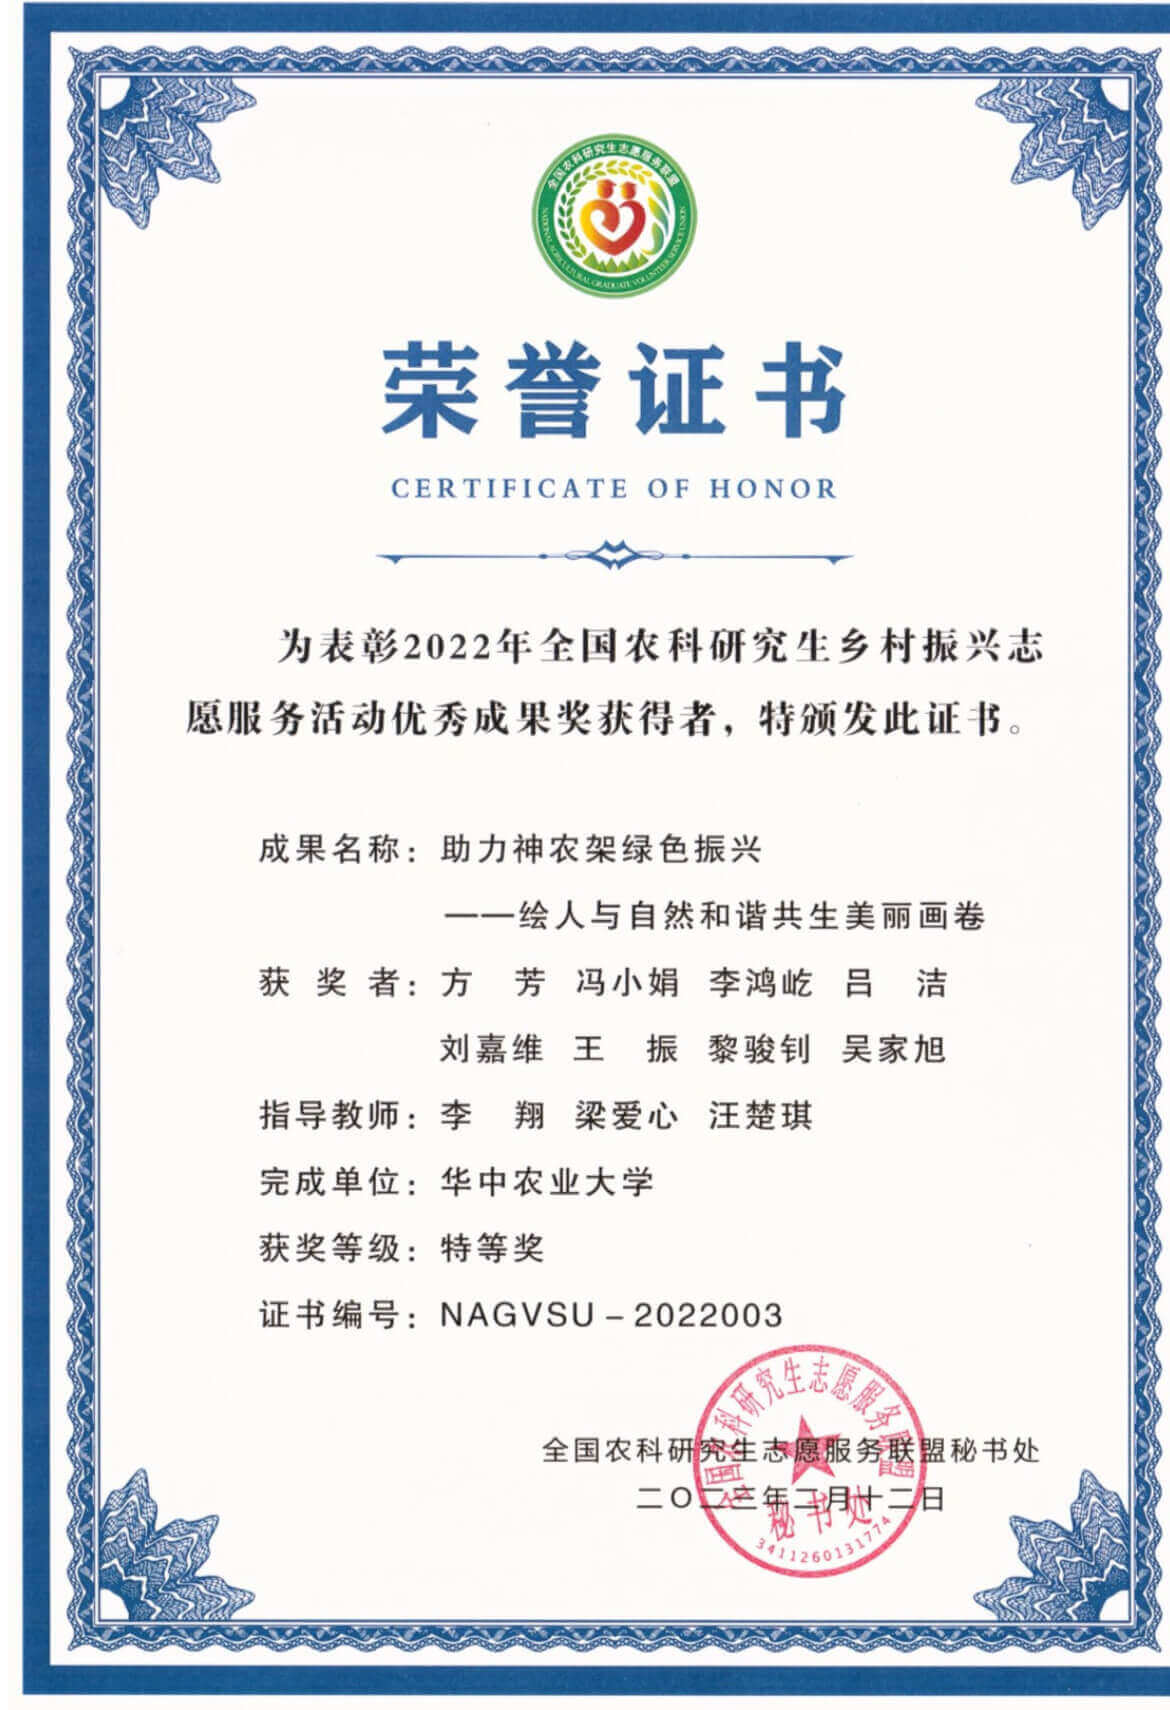 全国农科研究生志愿服务联盟
NATIONAL AGRICULTURAL GRADUATE VOLUNTEER SERVICE UNION
荣誉证书
CERTIFICATE OF HONOR
为表彰2022年全国农科研究生乡村振兴志
愿服务活动优秀成果奖获得者，特颁发此证书。
成果名称：助力神农架绿色振兴
——绘人与自然和谐共生美丽画卷
获奖者：方芳 冯小娟 李鸿屹 吕洁
刘嘉维 王振 黎骏钊 吴家旭
指导教师：李翔 梁爱心 汪楚琪
完成单位：华中农业大学
获奖等级：特等奖
证书编号：NAGVSU－2022003
全国农科研究生志愿服务联盟秘书处
二〇二三年二月十二日
全国农科研究生志愿服务联盟
秘书处
3411260131774